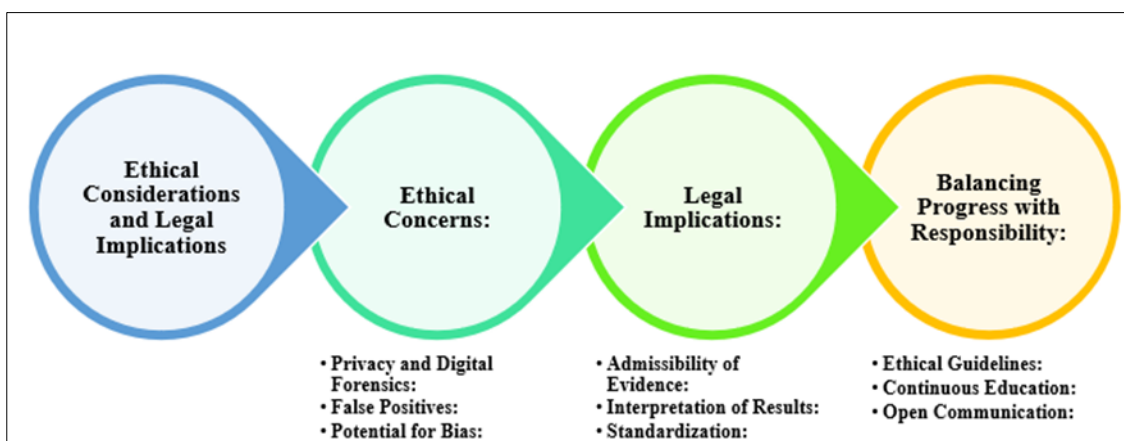 Ethical
Considerations
and Legal
Implications
Ethical
Concerns:
• Privacy and Digital
Forensics:
• False Positives:
• Potential for Bias:
Legal
Implications:
• Admissibility of
Evidence:
• Interpretation of Results:
• Standardization:
Balancing
Progress with
Responsibility:
• Ethical Guidelines:
• Continuous Education:
• Open Communication: